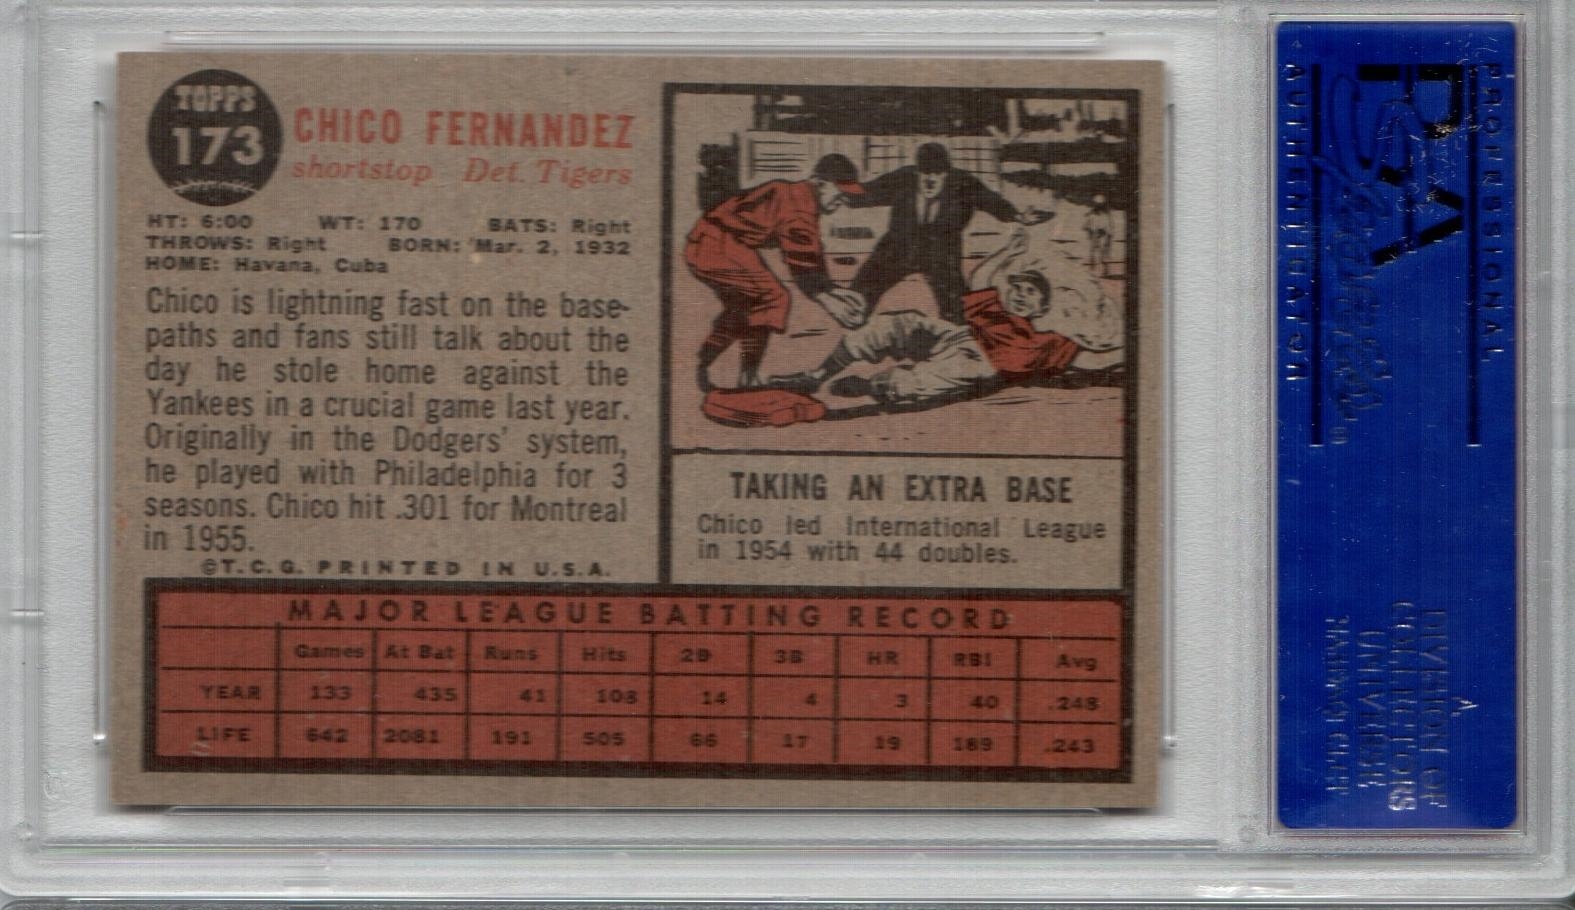 TOPPS
173
CHICO FERNANDEZ
shortstop Det. Tigers
HT: 6:00 WT: 170 BATS: Right
THROWS: Right BORN: Mar. 2, 1932
HOME: Havana, Cuba
Chico is lightning fast on the base-
paths and fans still talk about the
day he stole home against the
Yankees in a crucial game last year.
Originally in the Dodgers' system,
he played with Philadelphia for 3
seasons. Chico hit .301 for Montreal
in 1955.
©T.C.G. PRINTED IN U.S.A.
TAKING AN EXTRA BASE
Chico led International League
in 1954 with 44 doubles.
MAJOR LEAGUE BATTING RECORD
Games At Bat Runs Hits 2B 3B HR RBI Avg
YEAR 133 435 41 108 14 4 3 40 .248
LIFE 642 2081 191 505 66 17 19 189 .243
PROFESSIONAL
PSA
AUTHENTICATOR
A
DIVISION OF
COLLECTORS
UNIVERSE